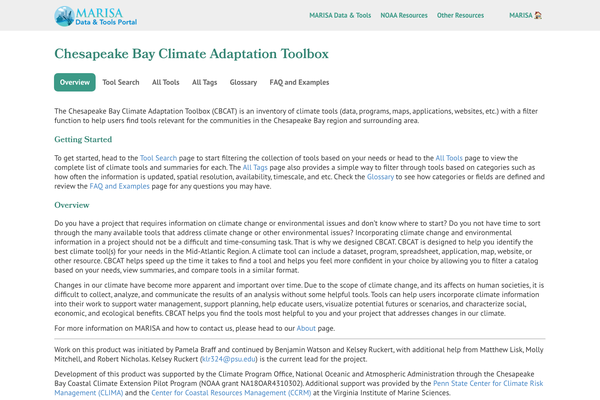 MARISA
Data & Tools Portal
MARISA Data & Tools NOAA Resources Other Resources MARISA
Chesapeake Bay Climate Adaptation Toolbox
Overview Tool Search All Tools All Tags Glossary FAQ and Examples
The Chesapeake Bay Climate Adaptation Toolbox (CBCAT) is an inventory of climate tools (data, programs, maps, applications, websites, etc.) with a filter
function to help users find tools relevant for the communities in the Chesapeake Bay region and surrounding area.
Getting Started
To get started, head to the Tool Search page to start filtering the collection of tools based on your needs or head to the All Tools page to view the
complete list of climate tools and summaries for each. The All Tags page also provides a simple way to filter through tools based on categories such as
how often the information is updated, spatial resolution, availability, timescale, and etc. Check the Glossary to see how categories or fields are defined and
review the FAQ and Examples page for any questions you may have.
Overview
Do you have a project that requires information on climate change or environmental issues and don't know where to start? Do you not have time to sort
through the many available tools that address climate change or other environmental issues? Incorporating climate change and environmental
information in a project should not be a difficult and time-consuming task. That is why we designed CBCAT. CBCAT is designed to help you identify the
best climate tool(s) for your needs in the Mid-Atlantic Region. A climate tool can include a dataset, program, spreadsheet, application, map, website, or
other resource. CBCAT helps speed up the time it takes to find a tool and helps you feel more confident in your choice by allowing you to filter a catalog
based on your needs, view summaries, and compare tools in a similar format.
Changes in our climate have become more apparent and important over time. Due to the scope of climate change, and its affects on human societies, it is
difficult to collect, analyze, and communicate the results of an analysis without some helpful tools. Tools can help users incorporate climate information
into their work to support water management, support planning, help educate users, visualize potential futures or scenarios, and characterize social,
economic, and ecological benefits. CBCAT helps you find the tools most helpful to you and your project that addresses changes in our climate.
For more information on MARISA and how to contact us, please head to our About page.
Work on this product was initiated by Pamela Braff and continued by Benjamin Watson and Kelsey Ruckert, with additional help from Matthew Lisk, Molly
Mitchell, and Robert Nicholas. Kelsey Ruckert (klr324@psu.edu) is the current lead for the project.
Development of this product was supported by the Climate Program Office, National Oceanic and Atmospheric Administration through the Chesapeake
Bay Coastal Climate Extension Pilot Program (NOAA grant NA18OAR4310302). Additional support was provided by the Penn State Center for Climate Risk
Management (CLIMA) and the Center for Coastal Resources Management (CCRM) at the Virginia Institute of Marine Sciences.